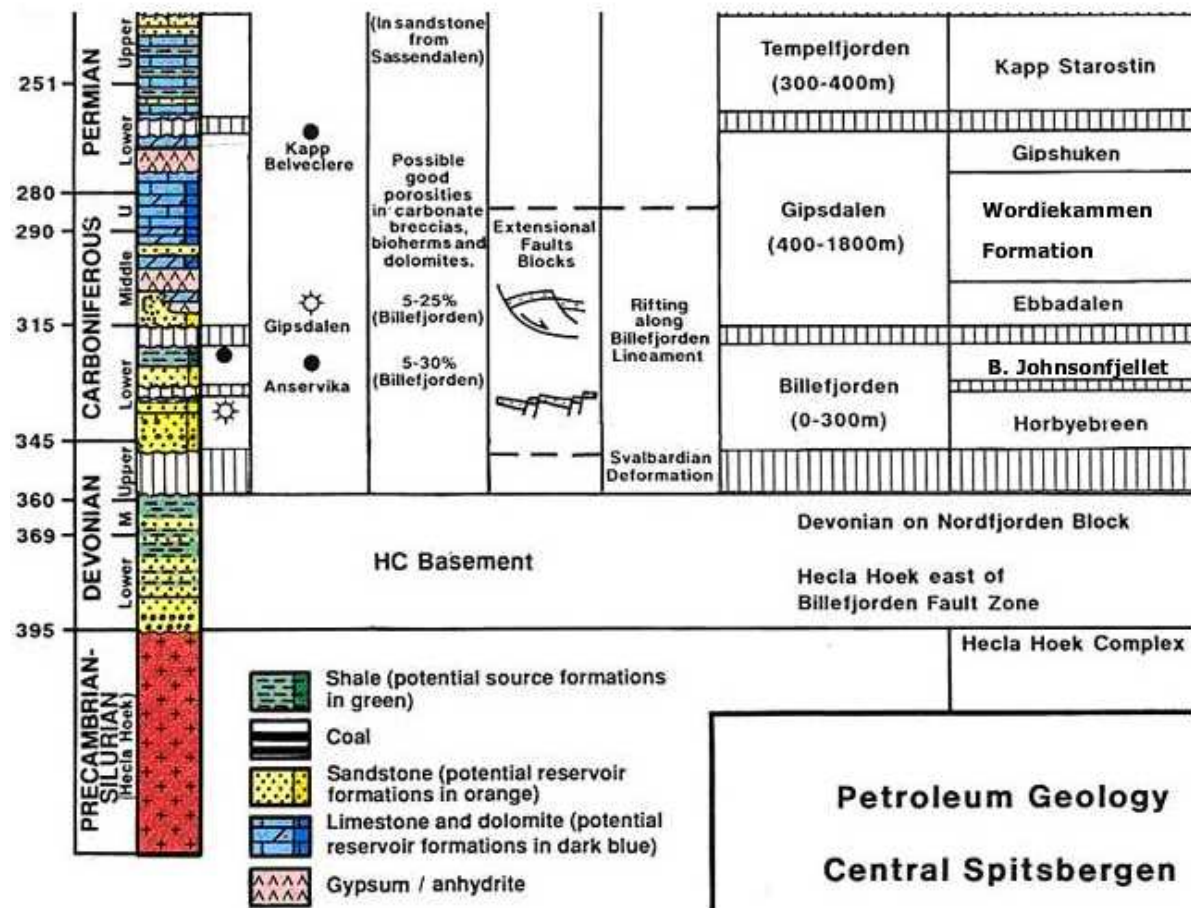 251
280
290
315
345
360
369
395
PERMIAN
Upper
Lower
CARBONIFEROUS
U
Middle
Lower
DEVONIAN
Upper
M
Lower
PRECAMBRIAN-
SILURIAN
(Hecla Hoek)
Kapp
Belveclere
Gipsdalen
Anservika
(In sandstone
from
Sassendalen)
Possible
good
porosities
in carbonate
breccias,
bioherms and
dolomites.
5-25%
(Billefjorden)
5-30%
(Billefjorden)
Extensional
Faults
Blocks
Rifting
along
Billefjorden
Lineament
Svalbardian
Deformation
Tempelfjorden
(300-400m)
Gipsdalen
(400-1800m)
Billefjorden
(0-300m)
Kapp Starostin
Gipshuken
Wordiekammen
Formation
Ebbadalen
B. Johnsonfjellet
Horbyebreen
HC Basement
Devonian on Nordfjorden Block
Hecla Hoek east of
Billefjorden Fault Zone
Hecla Hoek Complex
Shale (potential source formations
in green)
Coal
Sandstone (potential reservoir
formations in orange)
Limestone and dolomite (potential
reservoir formations in dark blue)
Gypsum / anhydrite
Petroleum Geology
Central Spitsbergen